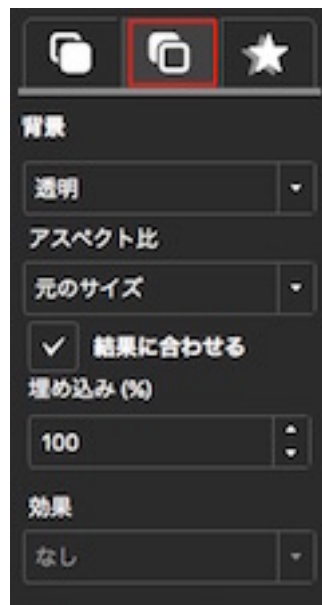 背景
透明
アスペクト比
元のサイズ
結果に合わせる
埋め込み (%)
100
効果
なし